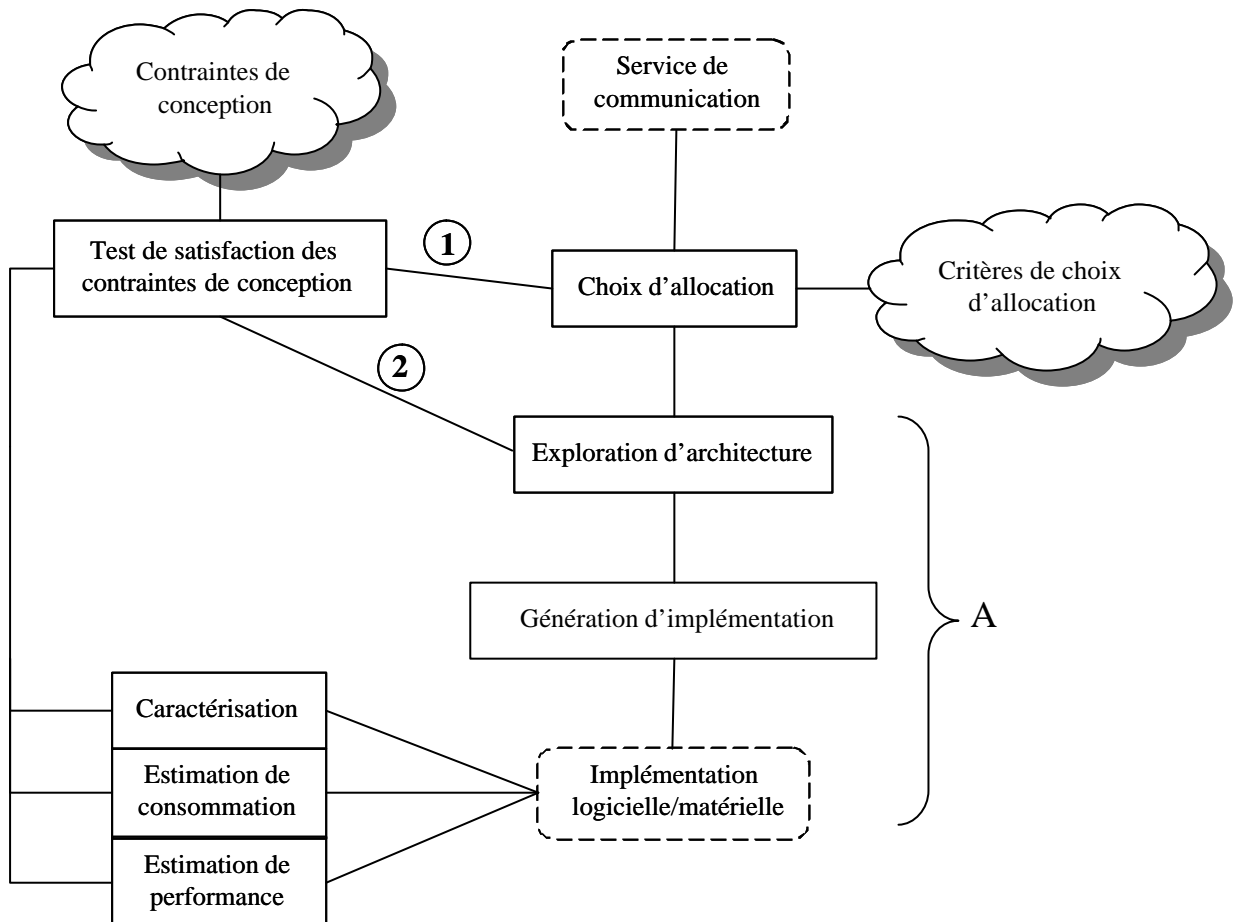 Contraintes de
conception
Service de
communication
Test de satisfaction des
contraintes de conception
1
Choix d’allocation
Critères de choix
d’allocation
2
Exploration d’architecture
Génération d’implémentation
A
Caractérisation
Estimation de
consommation
Implémentation
logicielle/matérielle
Estimation de
performance